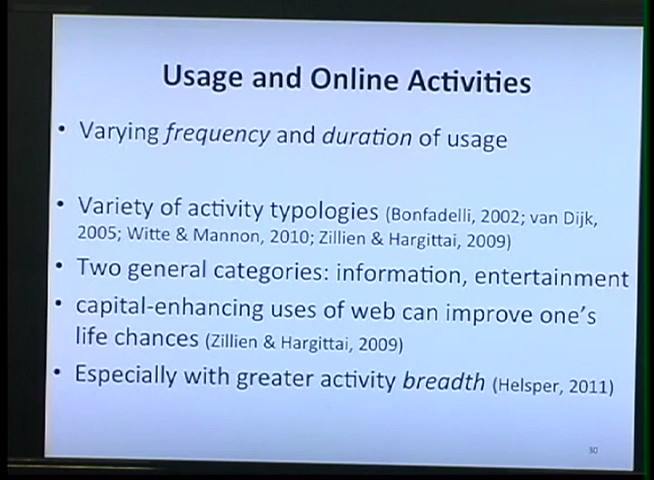 Usage and Online Activities
• Varying frequency and duration of usage
• Variety of activity typologies (Bonfadelli, 2002; van Dijk,
2005; Witte & Mannon, 2010; Zillien & Hargittai, 2009)
• Two general categories: information, entertainment
• capital-enhancing uses of web can improve one's
life chances (Zillien & Hargittai, 2009)
• Especially with greater activity breadth (Helsper, 2011)
30